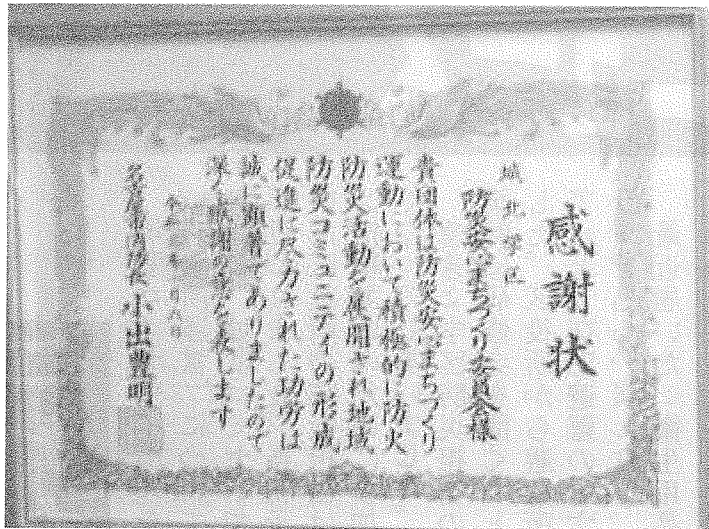 感謝状
城北学区
防災安心まちづくり委員会様
貴団体は防災安心まちづくり
運動において積極的に防火
防災活動を展開され地域
防災コミュニティの形成
促進に尽力された功労は
誠に顕著でありましたので
深く感謝の意を表します
名古屋市消防長 小出豊明